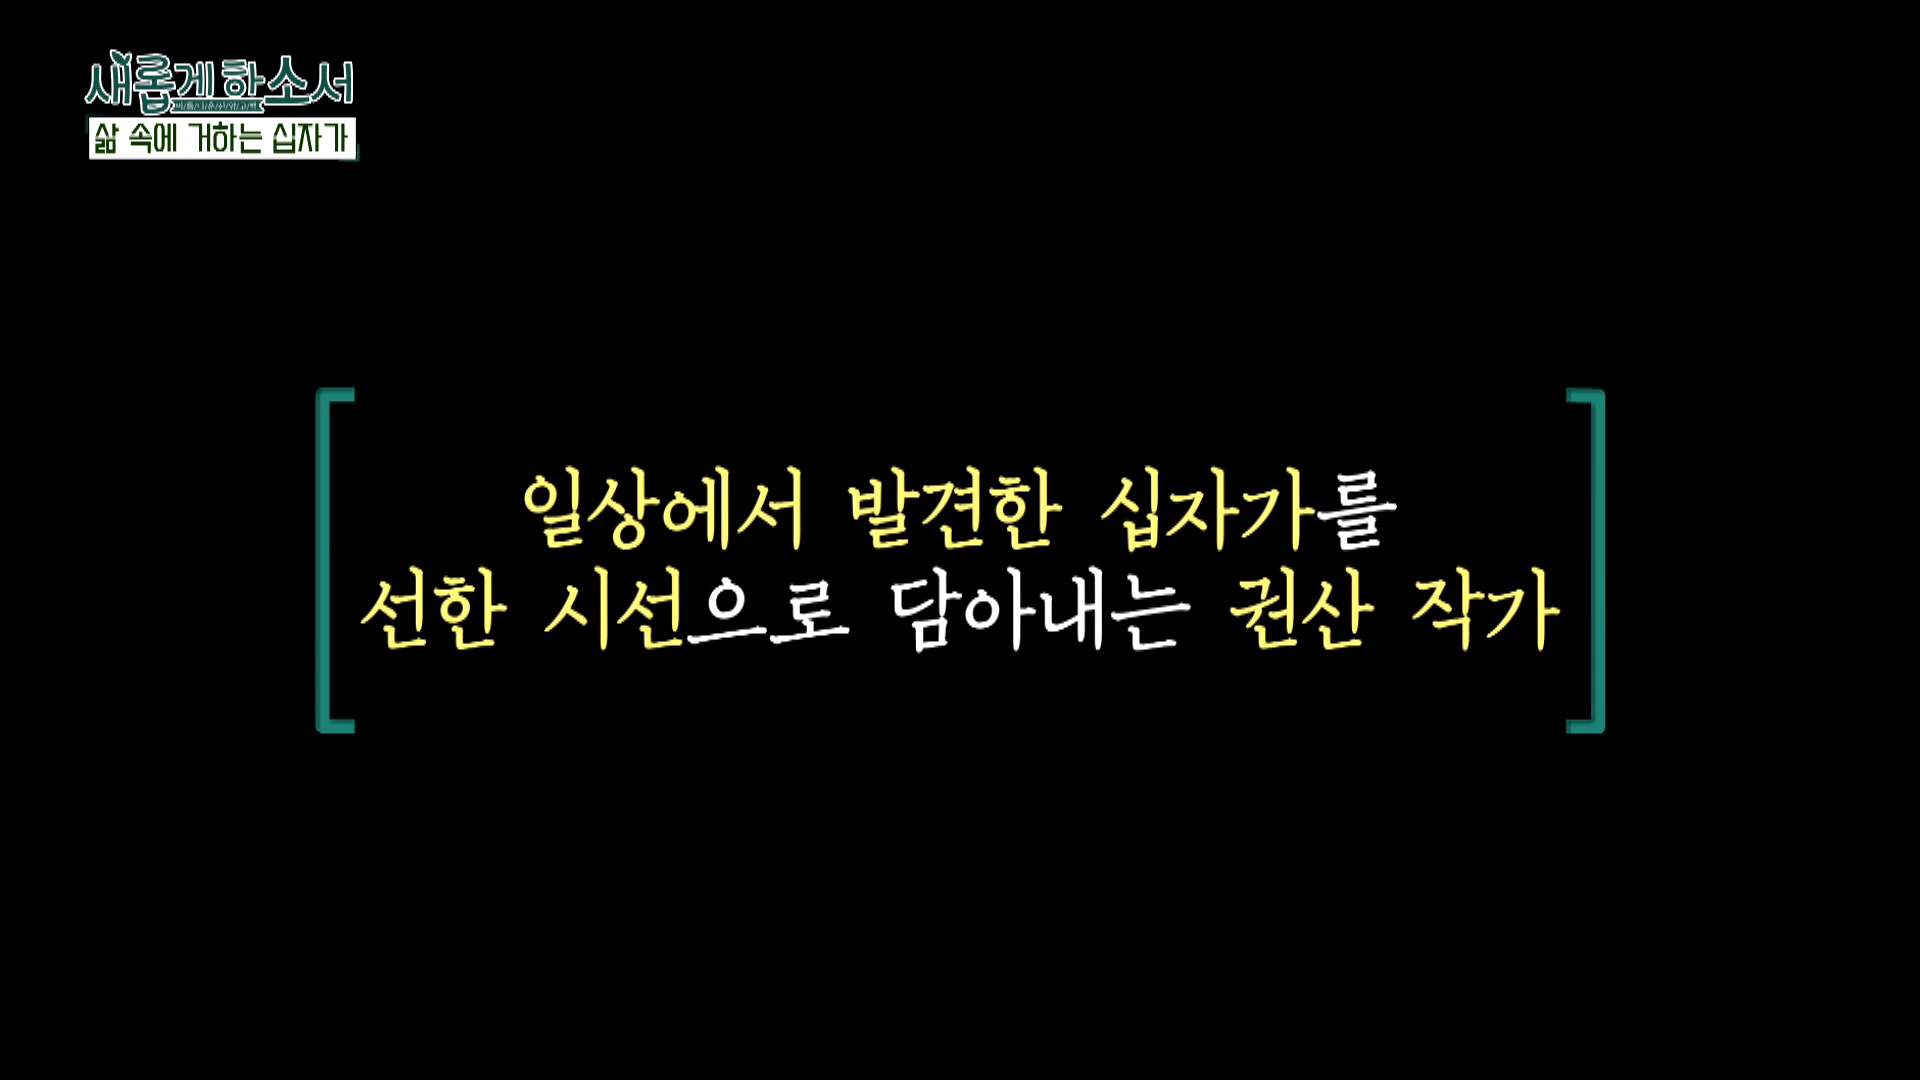 새롭게하소서
삶 속에 거하는 십자가
일상에서 발견한 십자가를
선한 시선으로 담아내는 권산 작가